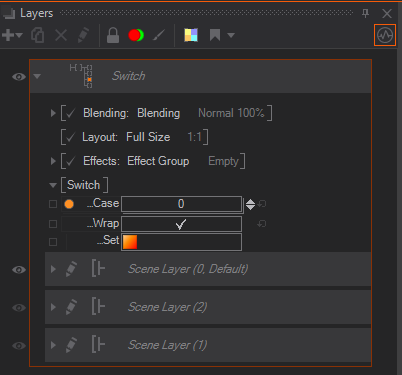 Layers
Switch
Blending: Blending Normal 100%
Layout: Full Size 1:1
Effects: Effect Group Empty
Switch
...Case 0
...Wrap
...Set
Scene Layer (0, Default)
Scene Layer (2)
Scene Layer (1)